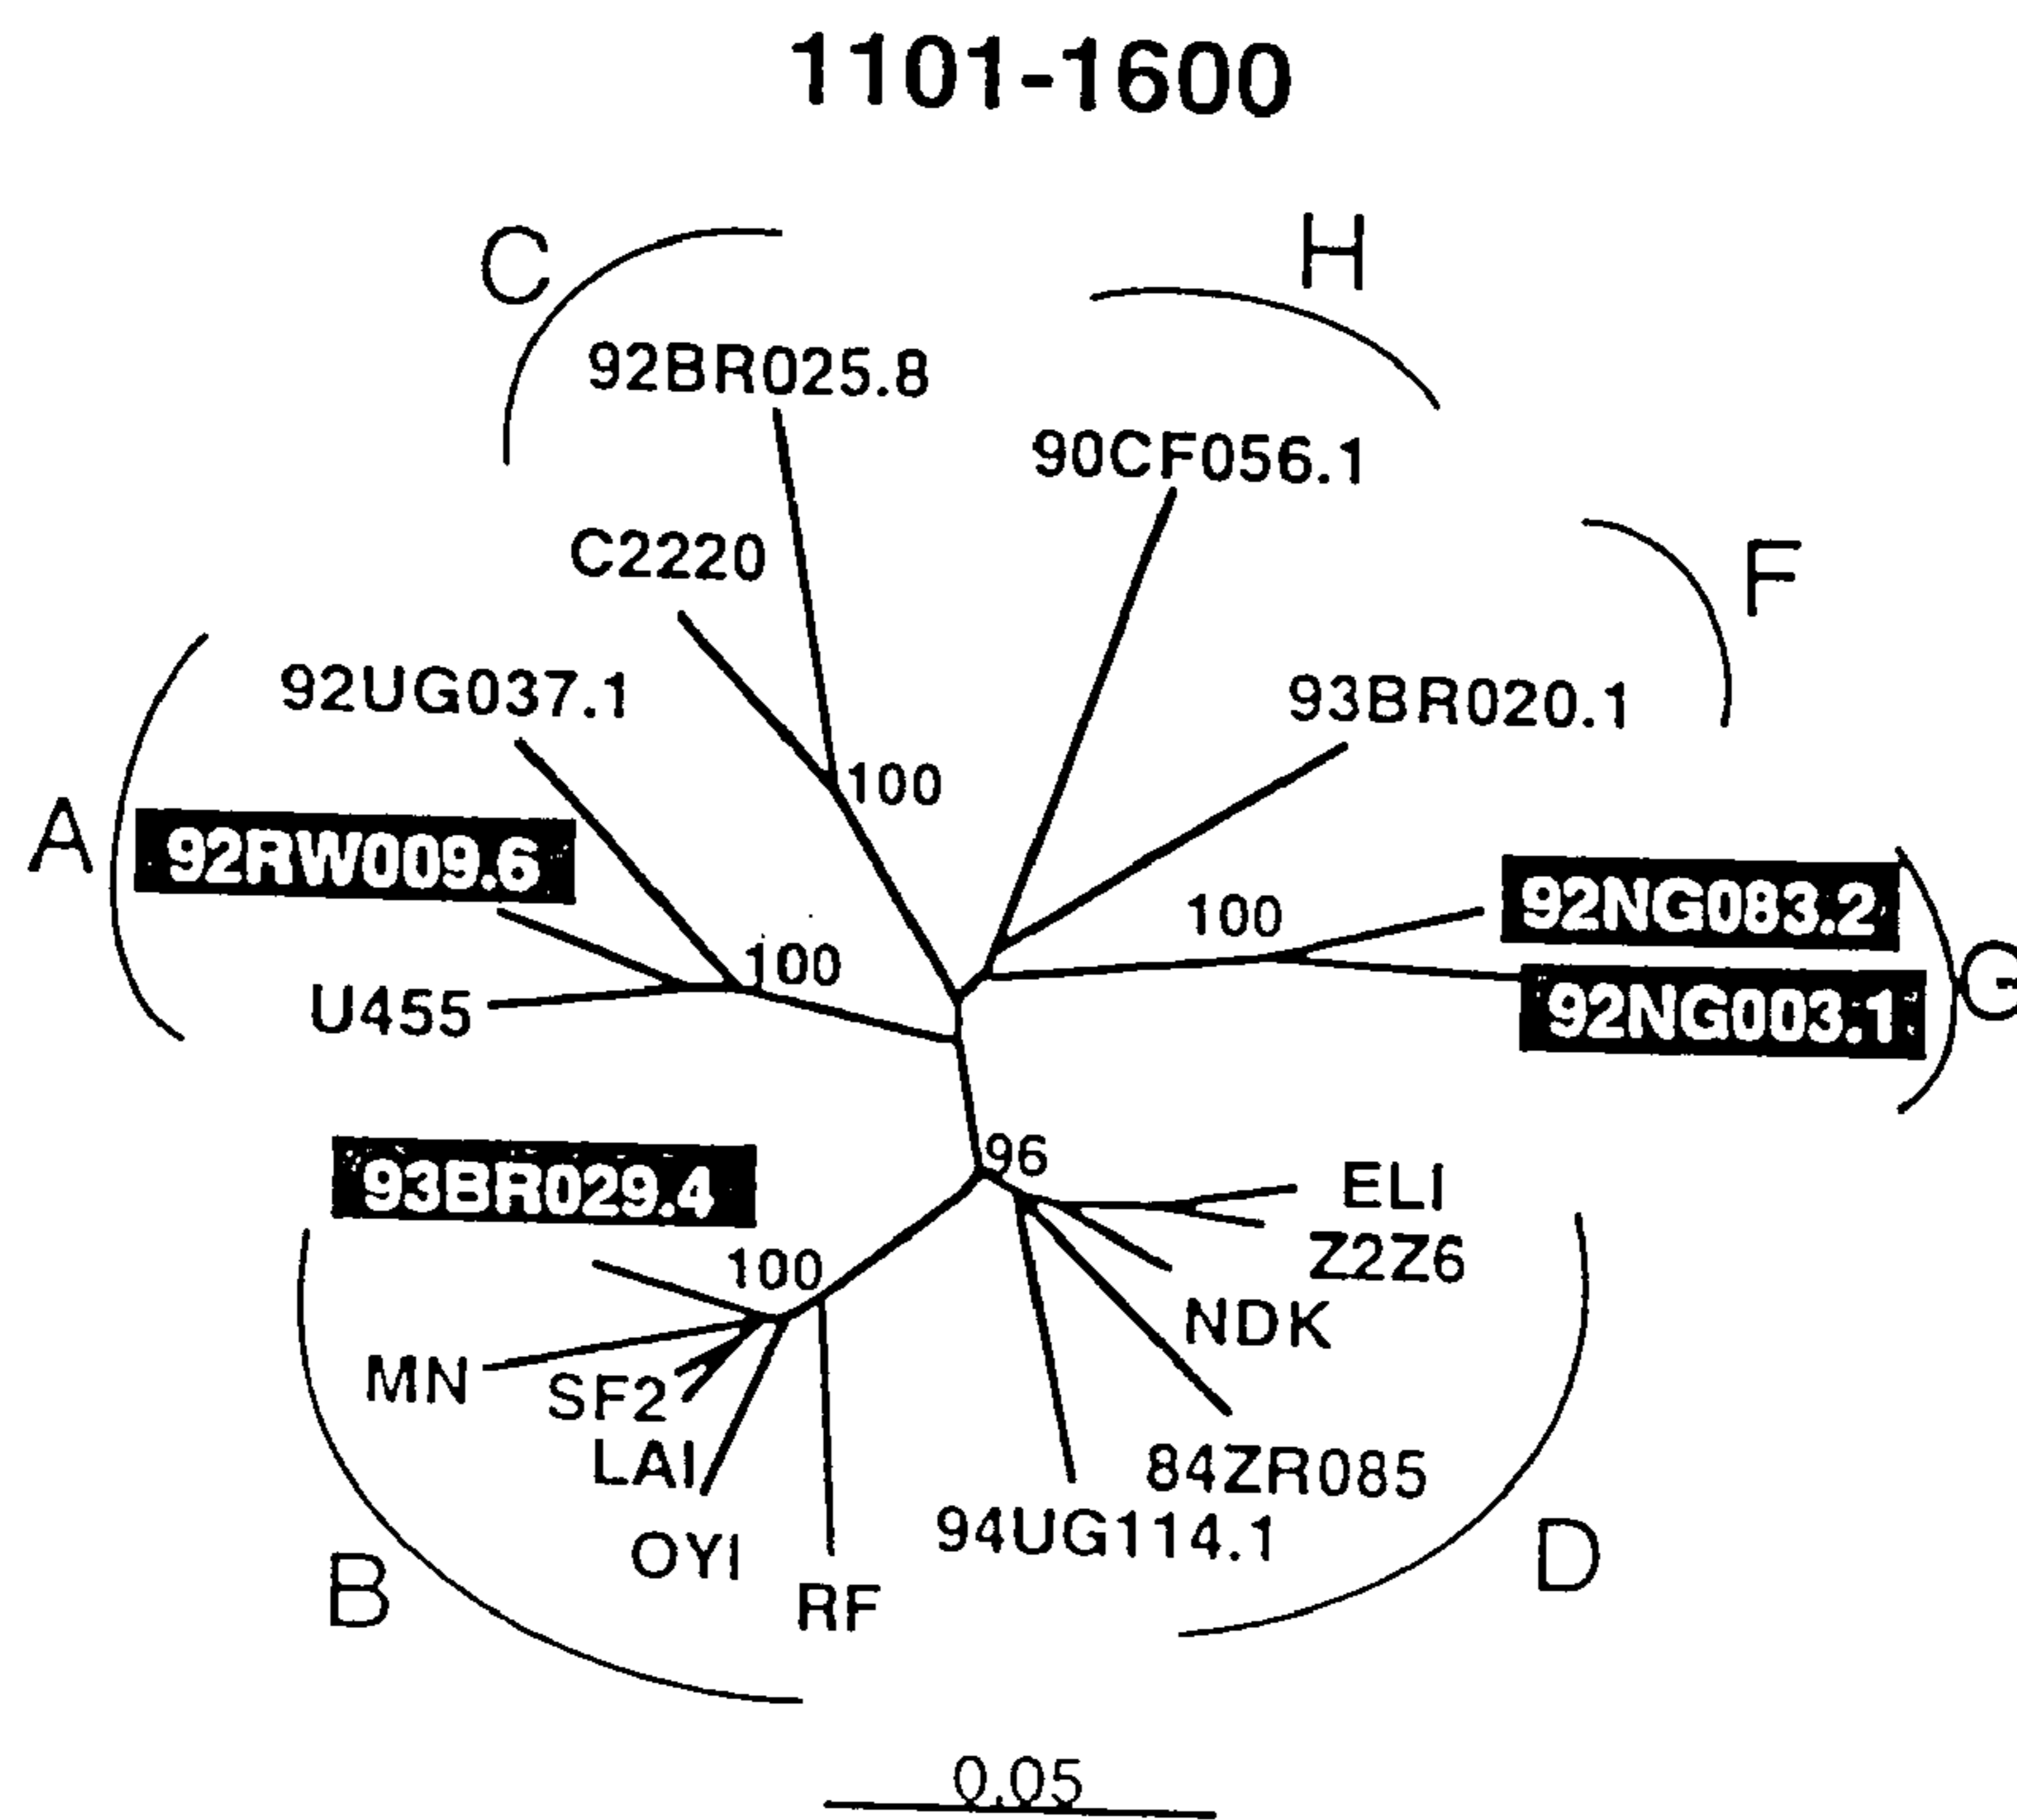 1101-1600
C
H
92BR025.8
90CF056.1
C2220
F
92UG037.1
93BR020.1
100
A
92RW009.6
92NG083.2
100
100
G
U455
92NG003.1
96
93BR029.4
ELI
Z2Z6
100
NDK
MN
SF2
LAI
84ZR085
94UG114.1
OYI
D
B
RF
0.05